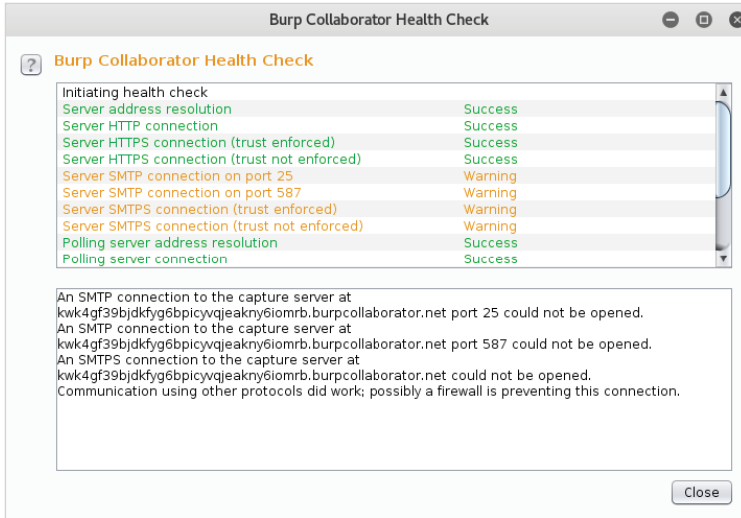 Burp Collaborator Health Check
?
Burp Collaborator Health Check
Initiating health check
Server address resolution Success
Server HTTP connection Success
Server HTTPS connection (trust enforced) Success
Server HTTPS connection (trust not enforced) Success
Server SMTP connection on port 25 Warning
Server SMTP connection on port 587 Warning
Server SMTPS connection (trust enforced) Warning
Server SMTPS connection (trust not enforced) Warning
Polling server address resolution Success
Polling server connection Success
An SMTP connection to the capture server at
kwk4gf39bjdkfyg6bpicyvqjeakny6iomrb.burpcollaborator.net port 25 could not be opened.
An SMTP connection to the capture server at
kwk4gf39bjdkfyg6bpicyvqjeakny6iomrb.burpcollaborator.net port 587 could not be opened.
An SMTPS connection to the capture server at
kwk4gf39bjdkfyg6bpicyvqjeakny6iomrb.burpcollaborator.net could not be opened.
Communication using other protocols did work; possibly a firewall is preventing this connection.
Close